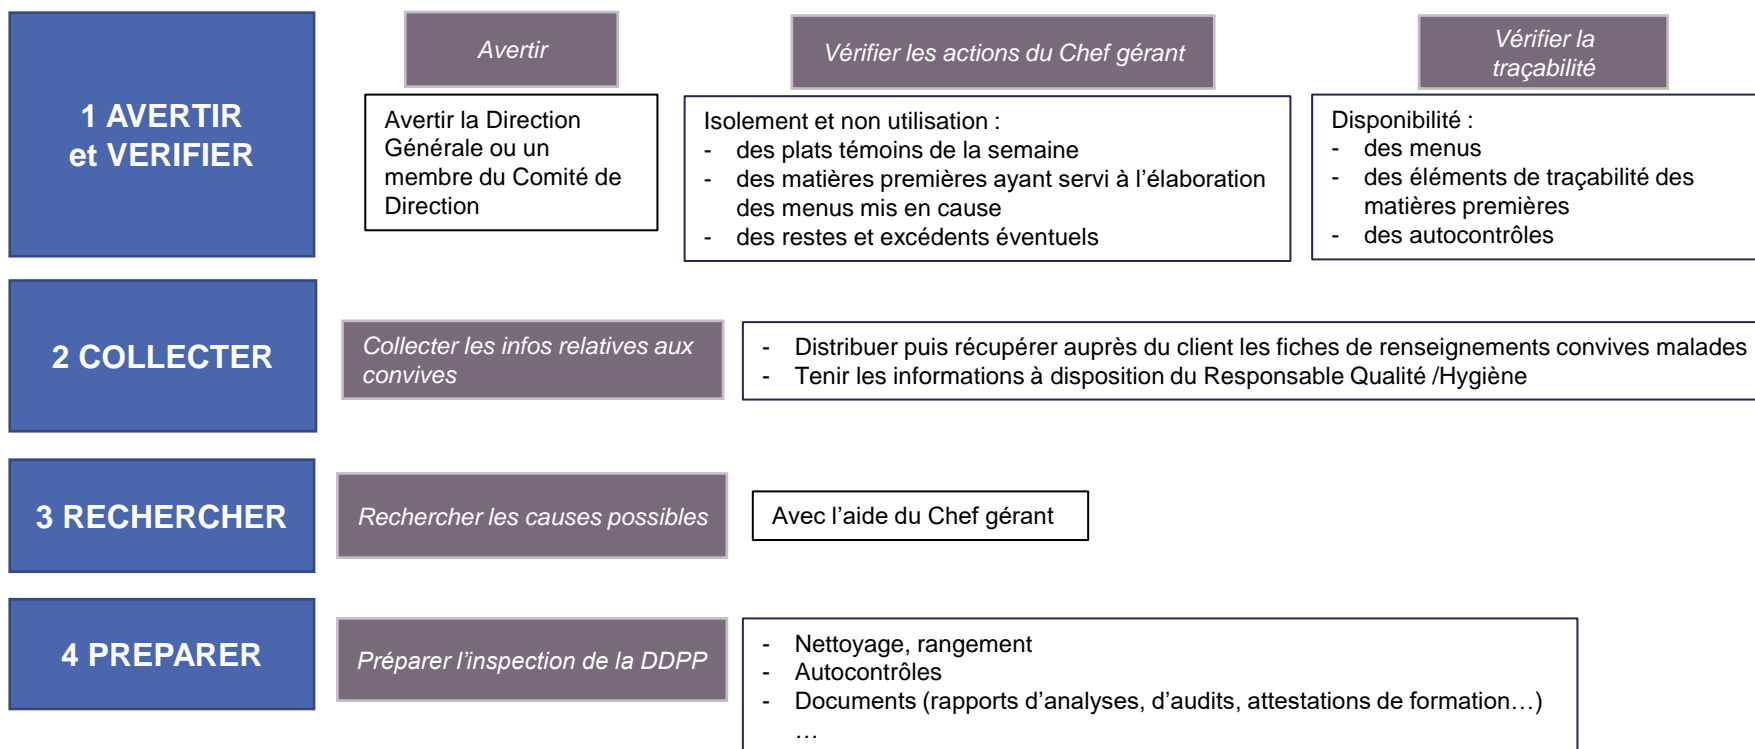 1 AVERTIR
et VERIFIER
Avertir
Avertir la Direction
Générale ou un
membre du Comité de
Direction
Vérifier les actions du Chef gérant
Isolement et non utilisation :
- des plats témoins de la semaine
- des matières premières ayant servi à l'élaboration
des menus mis en cause
- des restes et excédents éventuels
Vérifier la
traçabilité
Disponibilité :
- des menus
- des éléments de traçabilité des
matières premières
- des autocontrôles
2 COLLECTER
Collecter les infos relatives aux
convives
- Distribuer puis récupérer auprès du client les fiches de renseignements convives malades
- Tenir les informations à disposition du Responsable Qualité /Hygiène
3 RECHERCHER
Rechercher les causes possibles
Avec l'aide du Chef gérant
4 PREPARER
Préparer l'inspection de la DDPP
- Nettoyage, rangement
- Autocontrôles
- Documents (rapports d'analyses, d'audits, attestations de formation…)
…